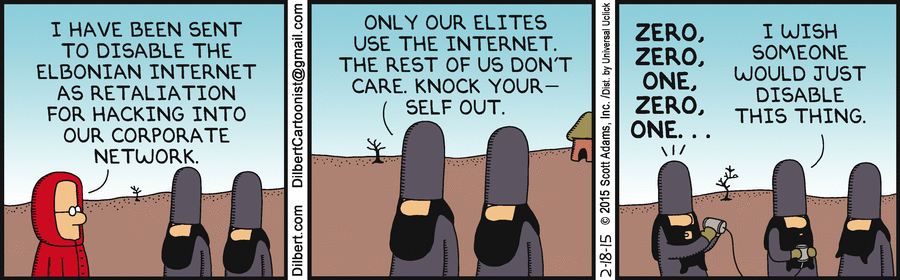 I HAVE BEEN SENT
TO DISABLE THE
ELBONIAN INTERNET
AS RETALIATION
FOR HACKING INTO
OUR CORPORATE
NETWORK.
Dilbert.com DilbertCartoonist@gmail.com
ONLY OUR ELITES
USE THE INTERNET.
THE REST OF US DON'T
CARE. KNOCK YOUR-
SELF OUT.
2-18-15 © 2015 Scott Adams, Inc. /Dist. by Universal Uclick
ZERO,
ZERO,
ONE,
ZERO,
ONE...
I WISH
SOMEONE
WOULD JUST
DISABLE
THIS THING.